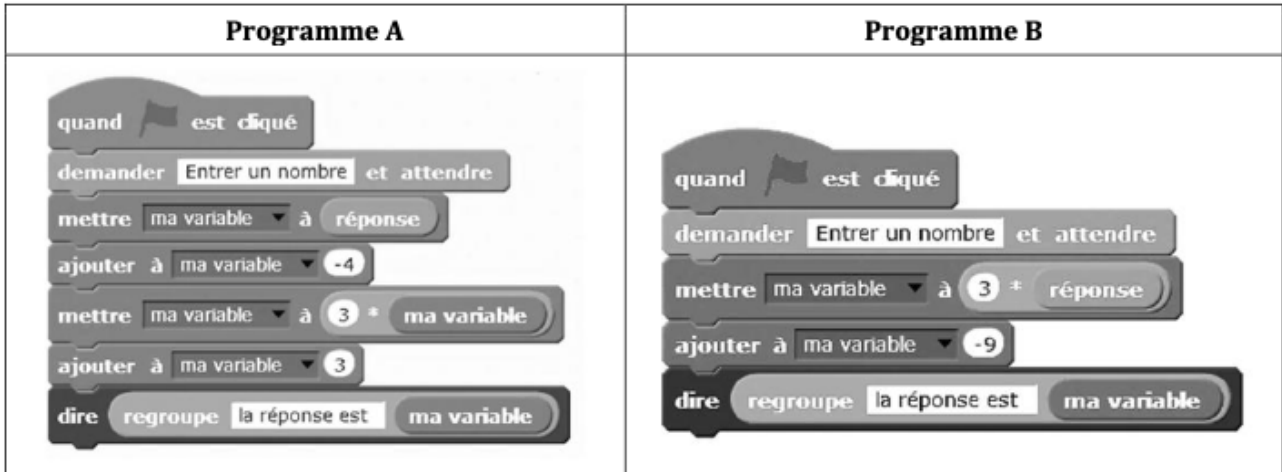 Programme A
quand est cliqué
demander Entrer un nombre et attendre
mettre ma variable à réponse
ajouter à ma variable -4
mettre ma variable à 3 * ma variable
ajouter à ma variable 3
dire regroupe la réponse est ma variable
Programme B
quand est cliqué
demander Entrer un nombre et attendre
mettre ma variable à 3 * réponse
ajouter à ma variable -9
dire regroupe la réponse est ma variable